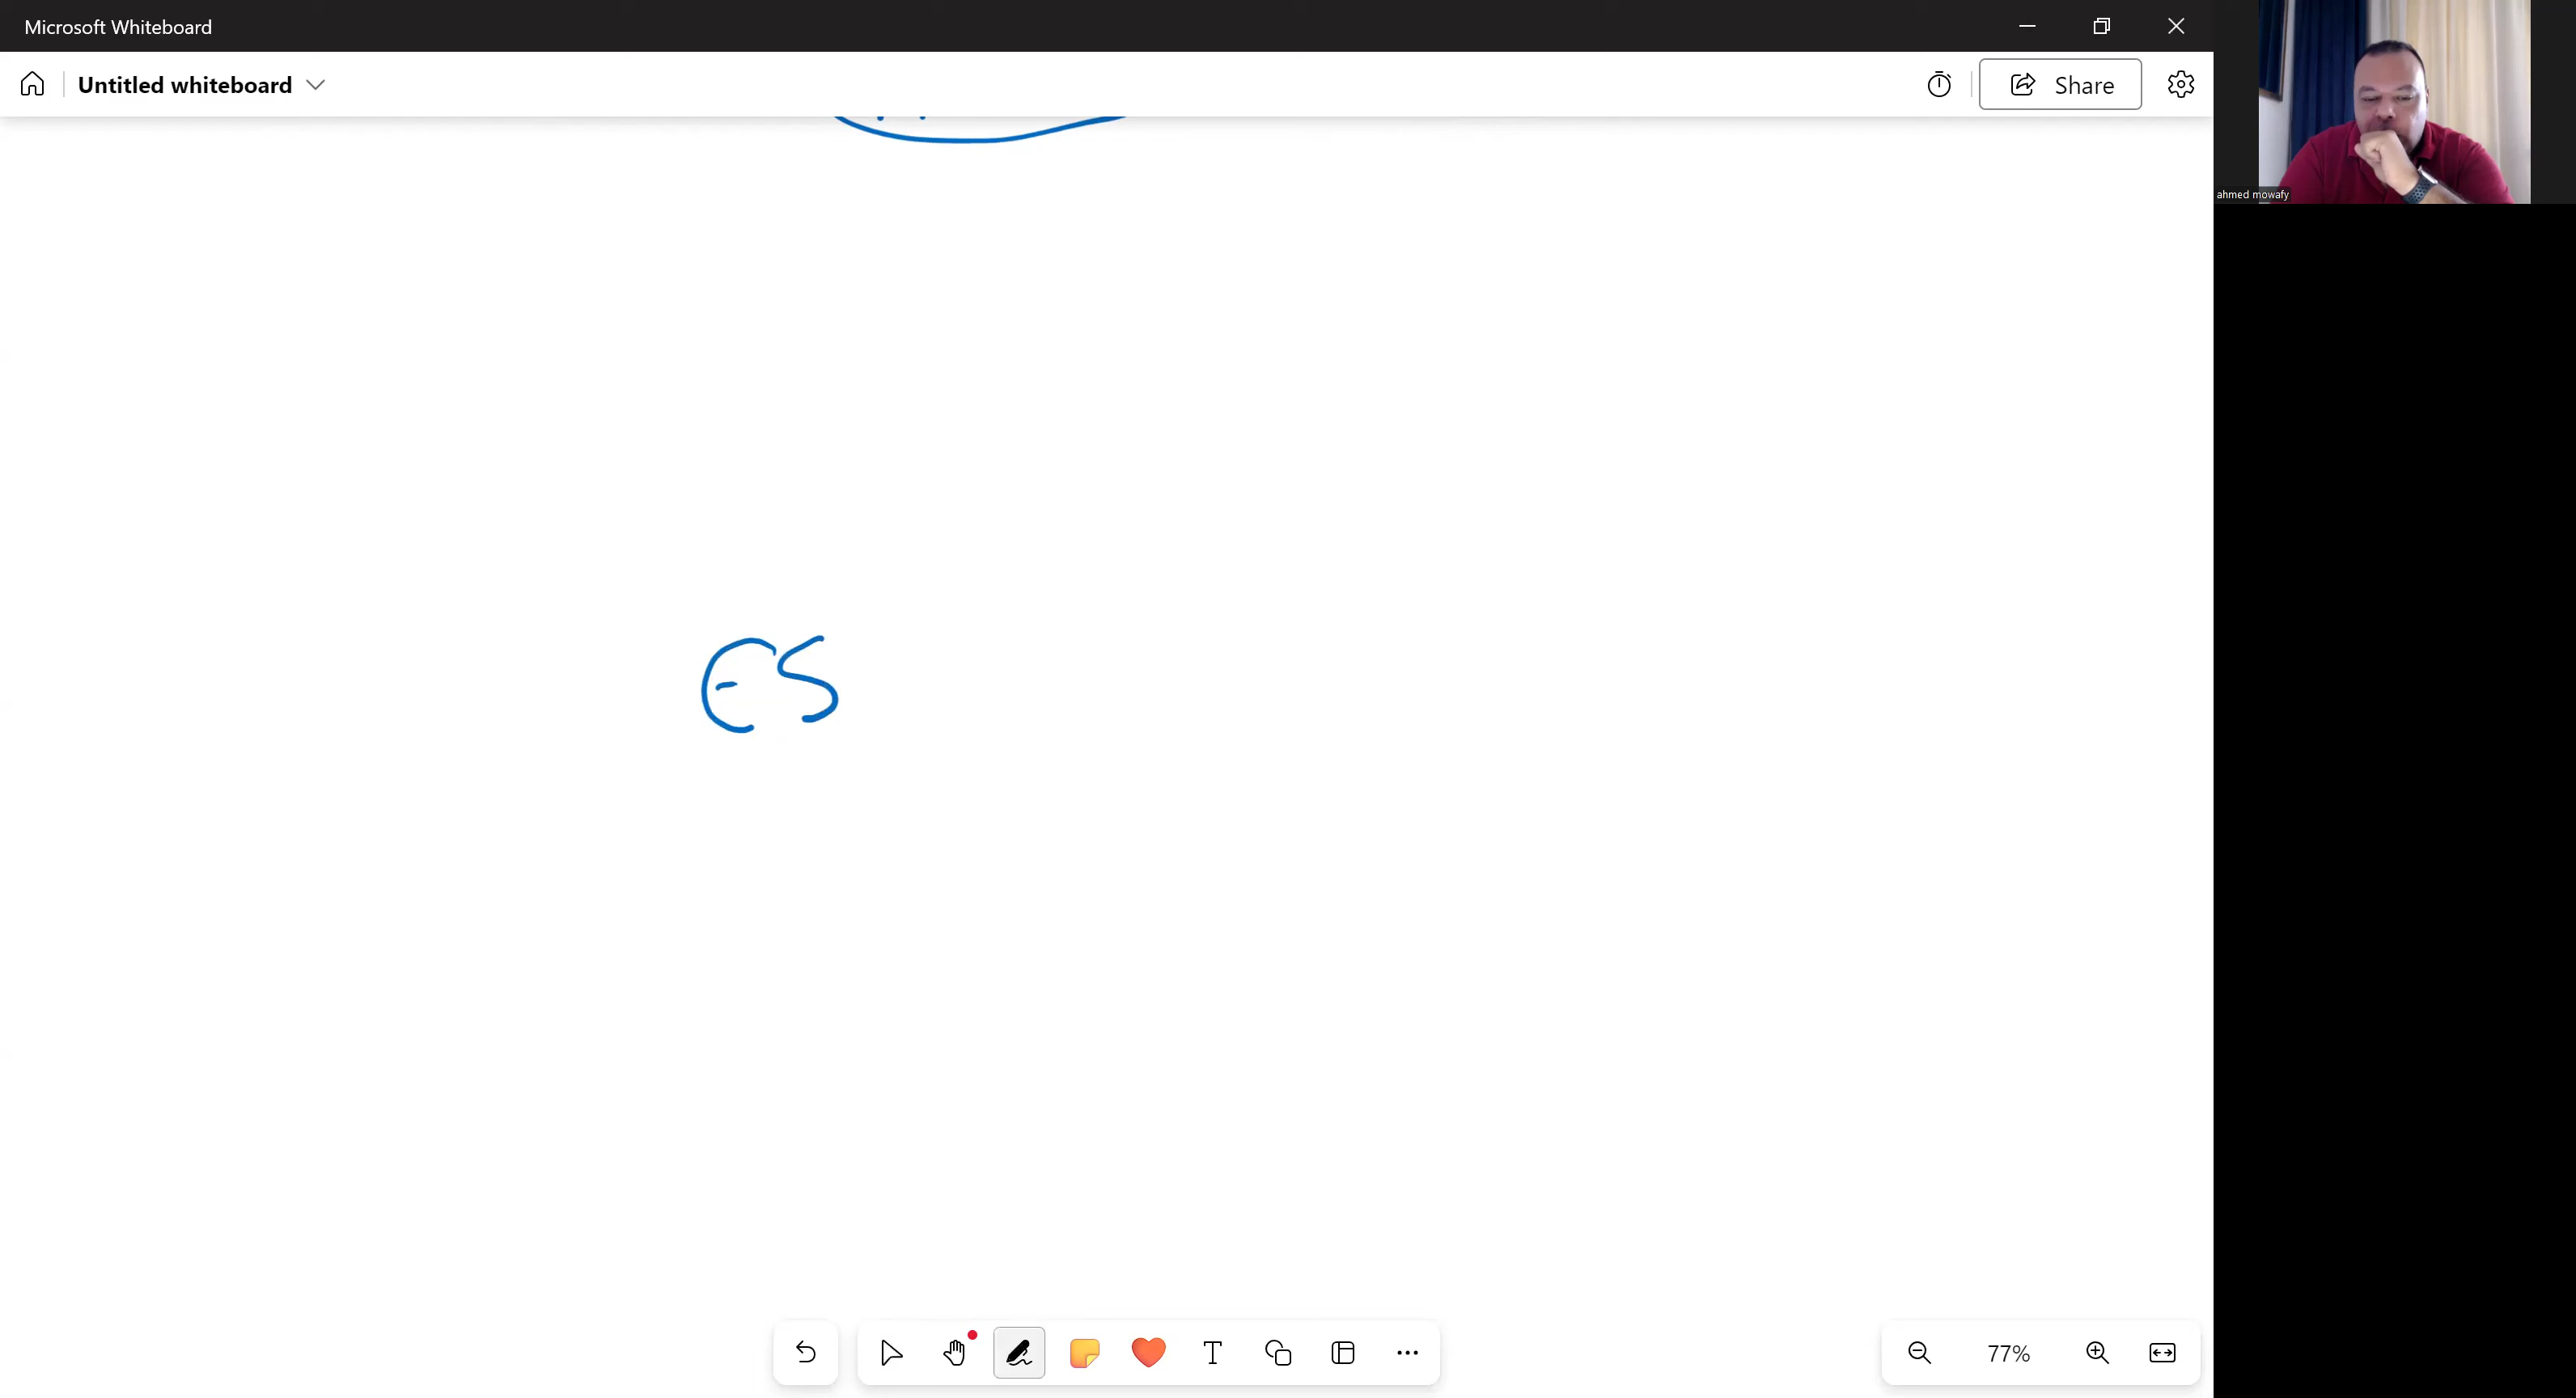 Microsoft Whiteboard
Untitled whiteboard
Share
ahmed mowafy
ES
77%